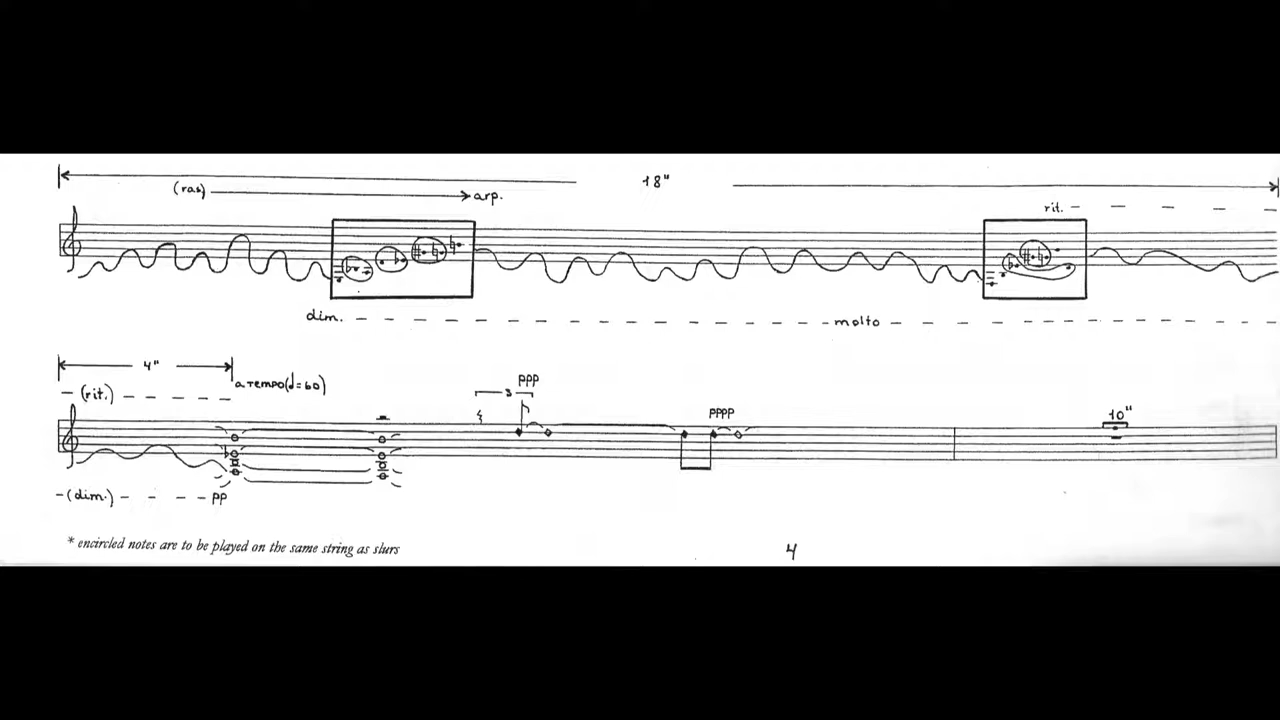 18"
(ras) arp.
rit.
dim. molto
4"
(rit.) a tempo (d=60)
3 ppp
pppp
10"
(dim.) pp
* encircled notes are to be played on the same string as slurs
4